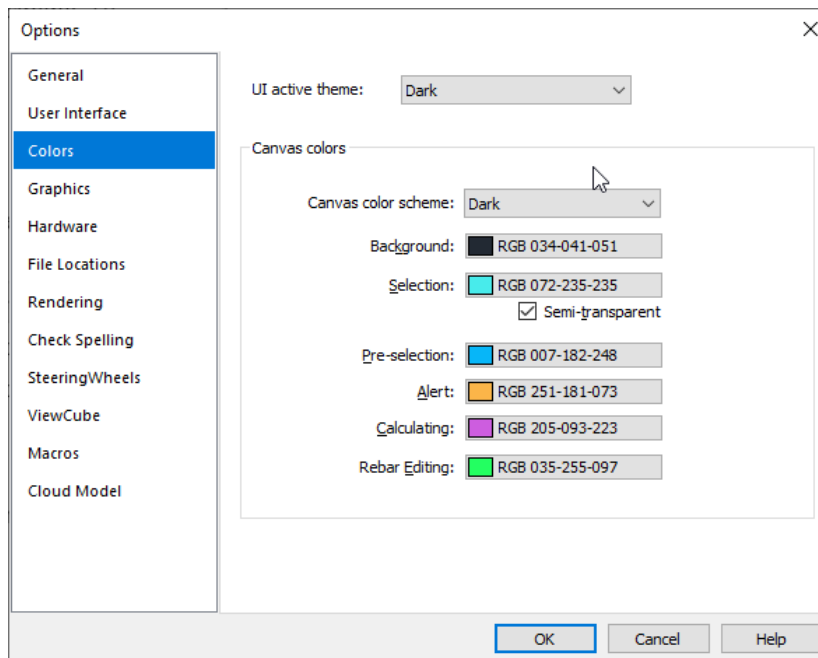 Options
General
User Interface
Colors
Graphics
Hardware
File Locations
Rendering
Check Spelling
SteeringWheels
ViewCube
Macros
Cloud Model
UI active theme: Dark
Canvas colors
Canvas color scheme: Dark
Background: RGB 034-041-051
Selection: RGB 072-235-235
Semi-transparent
Pre-selection: RGB 007-182-248
Alert: RGB 251-181-073
Calculating: RGB 205-093-223
Rebar Editing: RGB 035-255-097
OK Cancel Help